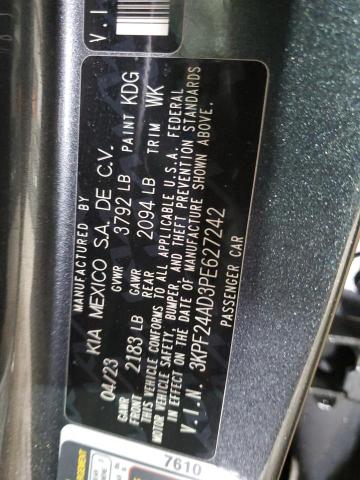 MANUFACTURED BY
KIA MEXICO S.A. DE C.V.
04/23 GVWR 3792 LB PAINT KDG
GAWR FRONT 2183 LB GAWR REAR 2094 LB TRIM WK
THIS VEHICLE CONFORMS TO ALL APPLICABLE U.S.A. FEDERAL
MOTOR VEHICLE SAFETY, BUMPER, AND THEFT PREVENTION STANDARDS
IN EFFECT ON THE DATE OF MANUFACTURE SHOWN ABOVE.
V.I.N. 3KPF24AD3PE627242
PASSENGER CAR
V.I
7610